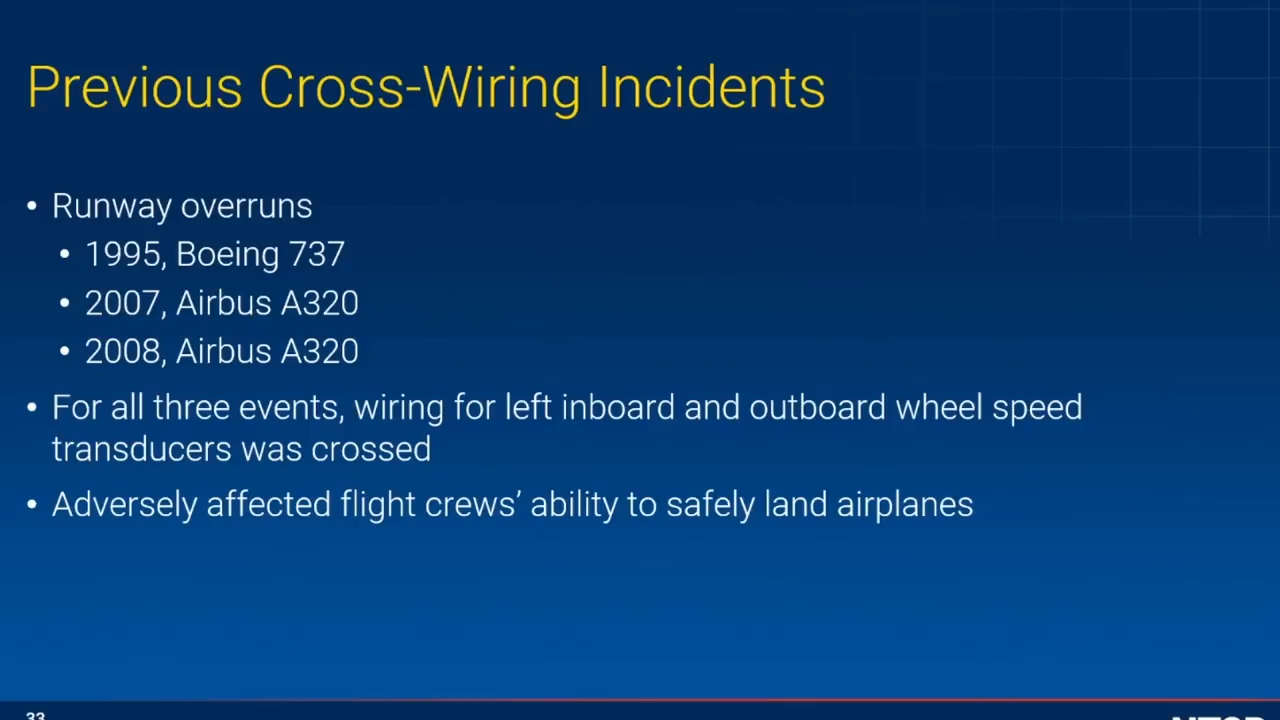 Previous Cross-Wiring Incidents
• Runway overruns
• 1995, Boeing 737
• 2007, Airbus A320
• 2008, Airbus A320
• For all three events, wiring for left inboard and outboard wheel speed
transducers was crossed
• Adversely affected flight crews’ ability to safely land airplanes
33
NTSB